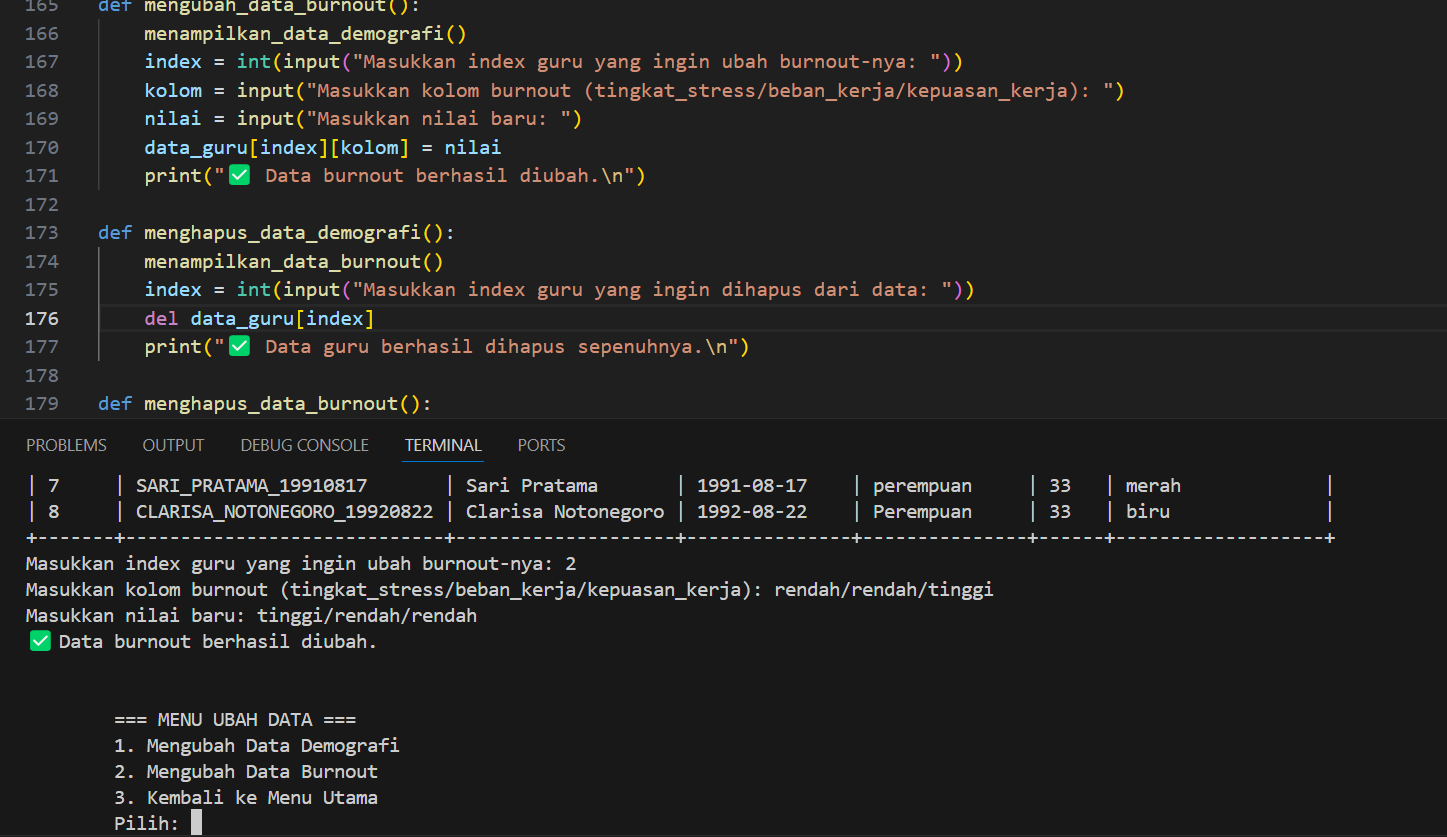 165 def mengubah_data_burnout():
166 menampilkan_data_demografi()
167 index = int(input("Masukkan index guru yang ingin ubah burnout-nya: "))
168 kolom = input("Masukkan kolom burnout (tingkat_stress/beban_kerja/kepuasan_kerja): ")
169 nilai = input("Masukkan nilai baru: ")
170 data_guru[index][kolom] = nilai
171 print("✅ Data burnout berhasil diubah.\n")
172
173 def menghapus_data_demografi():
174 menampilkan_data_burnout()
175 index = int(input("Masukkan index guru yang ingin dihapus dari data: "))
176 del data_guru[index]
177 print("✅ Data guru berhasil dihapus sepenuhnya.\n")
178
179 def menghapus_data_burnout():
PROBLEMS OUTPUT DEBUG CONSOLE TERMINAL PORTS
| 7 | SARI_PRATAMA_19910817 | Sari Pratama | 1991-08-17 | perempuan | 33 | merah |
| 8 | CLARISA_NOTONEGORO_19920822 | Clarisa Notonegoro | 1992-08-22 | Perempuan | 33 | biru |
+-------+-----------------------------+--------------------+---------------+---------------+------+-------------------+
Masukkan index guru yang ingin ubah burnout-nya: 2
Masukkan kolom burnout (tingkat_stress/beban_kerja/kepuasan_kerja): rendah/rendah/tinggi
Masukkan nilai baru: tinggi/rendah/rendah
✅ Data burnout berhasil diubah.
=== MENU UBAH DATA ===
1. Mengubah Data Demografi
2. Mengubah Data Burnout
3. Kembali ke Menu Utama
Pilih: